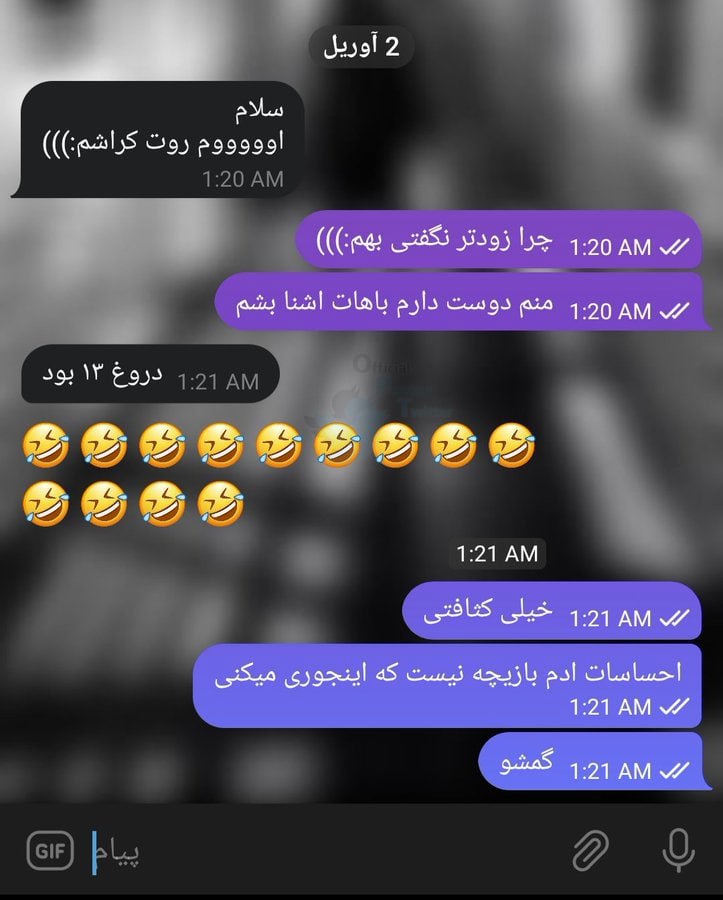 2 آوریل
سلام
اوووووم روت کراشم:)))
1:20 AM
چرا زودتر نگفتی بهم:))) 1:20 AM
منم دوست دارم باهات اشنا بشم 1:20 AM
دروغ ۱۳ بود 1:21 AM
🤣🤣🤣🤣🤣🤣🤣🤣🤣
🤣🤣🤣🤣
1:21 AM
خیلی کثافتی 1:21 AM
احساسات ادم بازیچه نیست که اینجوری میکنی
1:21 AM
گمشو 1:21 AM
GIF پیام